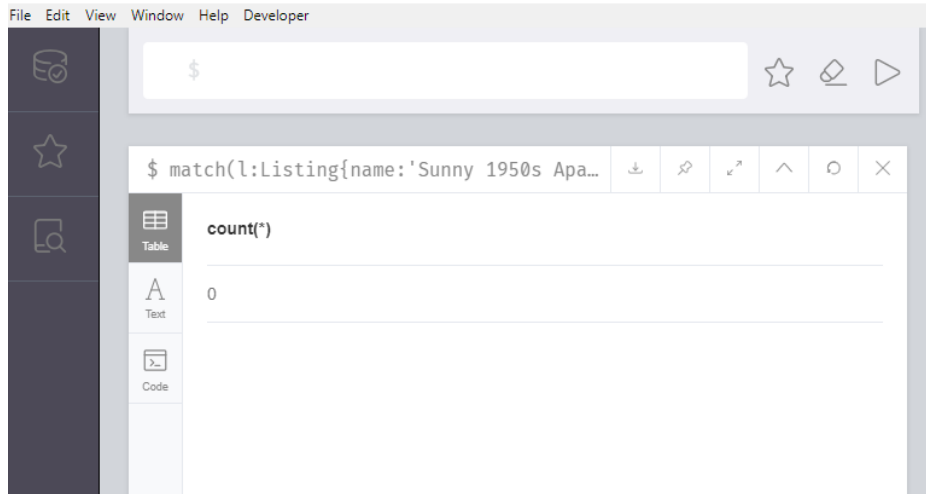 File Edit View Window Help Developer
$
$ match(l:Listing{name:'Sunny 1950s Apa…
Table
count(*)
0
A
Text
Code